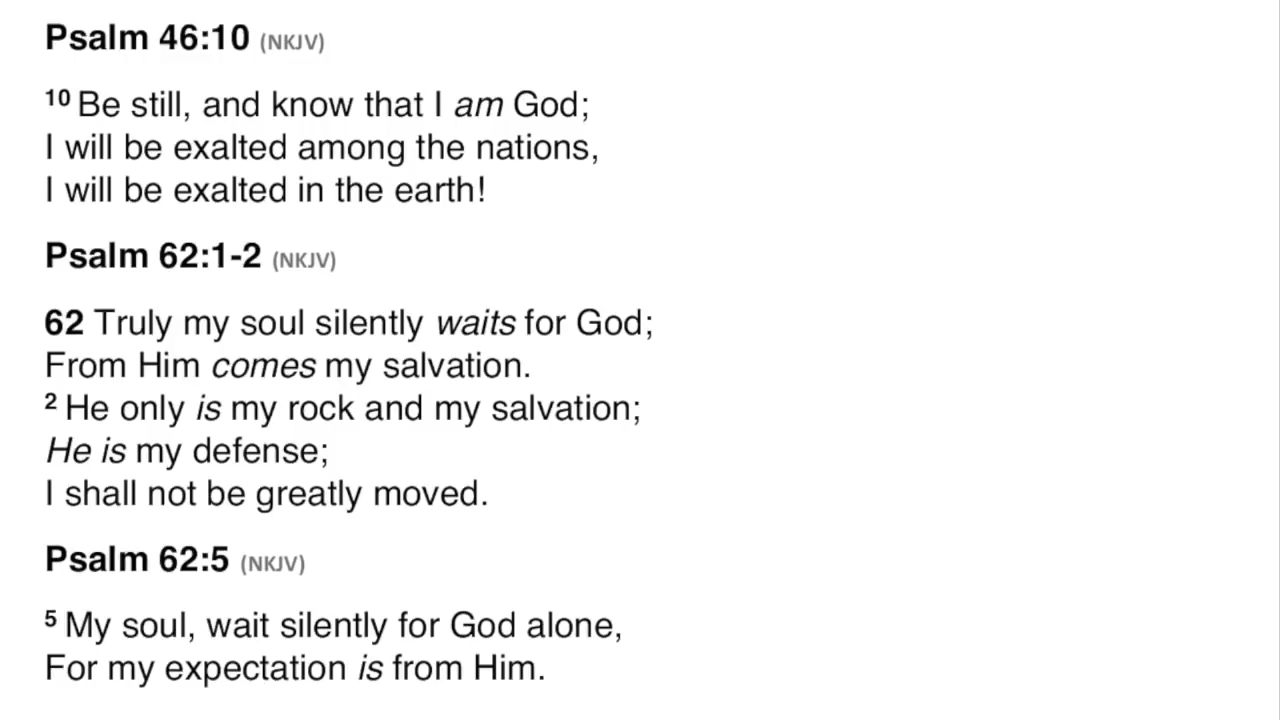 Psalm 46:10 (NKJV)
10 Be still, and know that I am God;
I will be exalted among the nations,
I will be exalted in the earth!
Psalm 62:1-2 (NKJV)
62 Truly my soul silently waits for God;
From Him comes my salvation.
2 He only is my rock and my salvation;
He is my defense;
I shall not be greatly moved.
Psalm 62:5 (NKJV)
5 My soul, wait silently for God alone,
For my expectation is from Him.